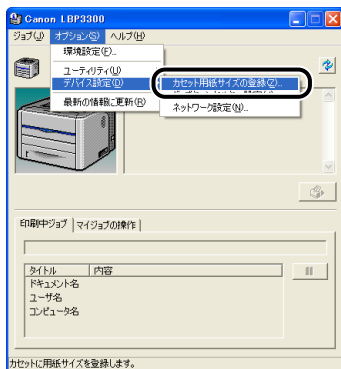 Canon LBP3300
ジョブ(J) オプション(S) ヘルプ(H)
環境設定(F)...
ユーティリティ(U)
デバイス設定(D)
カセット用紙サイズの登録(Z)...
最新の情報に更新(R)
ネットワーク設定(N)...
印刷中ジョブ マイジョブの操作
タイトル 内容
ドキュメント名
ユーザ名
コンピュータ名
カセットに用紙サイズを登録します。